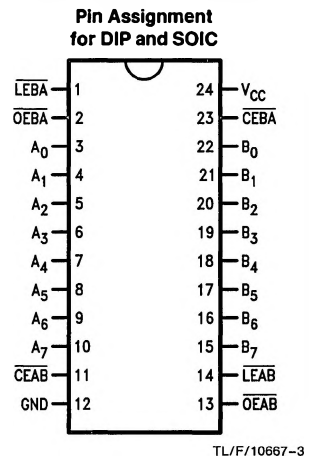 Pin Assignment
for DIP and SOIC
LEBA 1 24 VCC
OEBA 2 23 CEBA
A0 3 22 B0
A1 4 21 B1
A2 5 20 B2
A3 6 19 B3
A4 7 18 B4
A5 8 17 B5
A6 9 16 B6
A7 10 15 B7
CEAB 11 14 LEAB
GND 12 13 OEAB
TL/F/10667-3